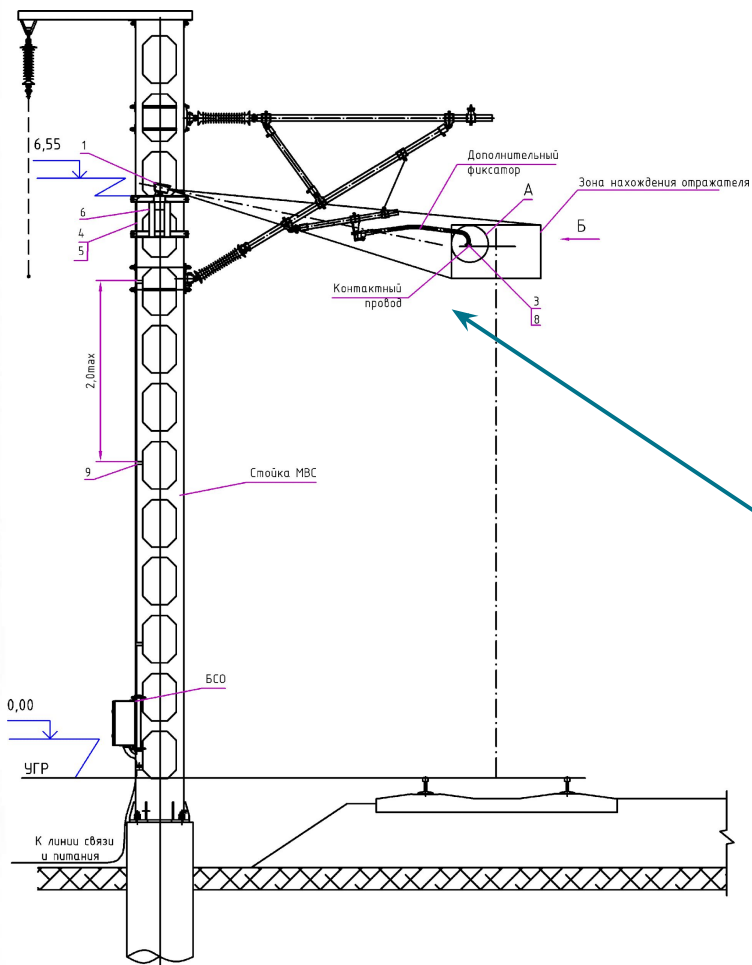 6,55
1
Дополнительный
фиксатор
А
Зона нахождения отражателя
Б
6
4
5
Контактный
провод
3
8
2,0max
9
Стойка МВС
БСО
0,00
УГР
К линии связи
и питания